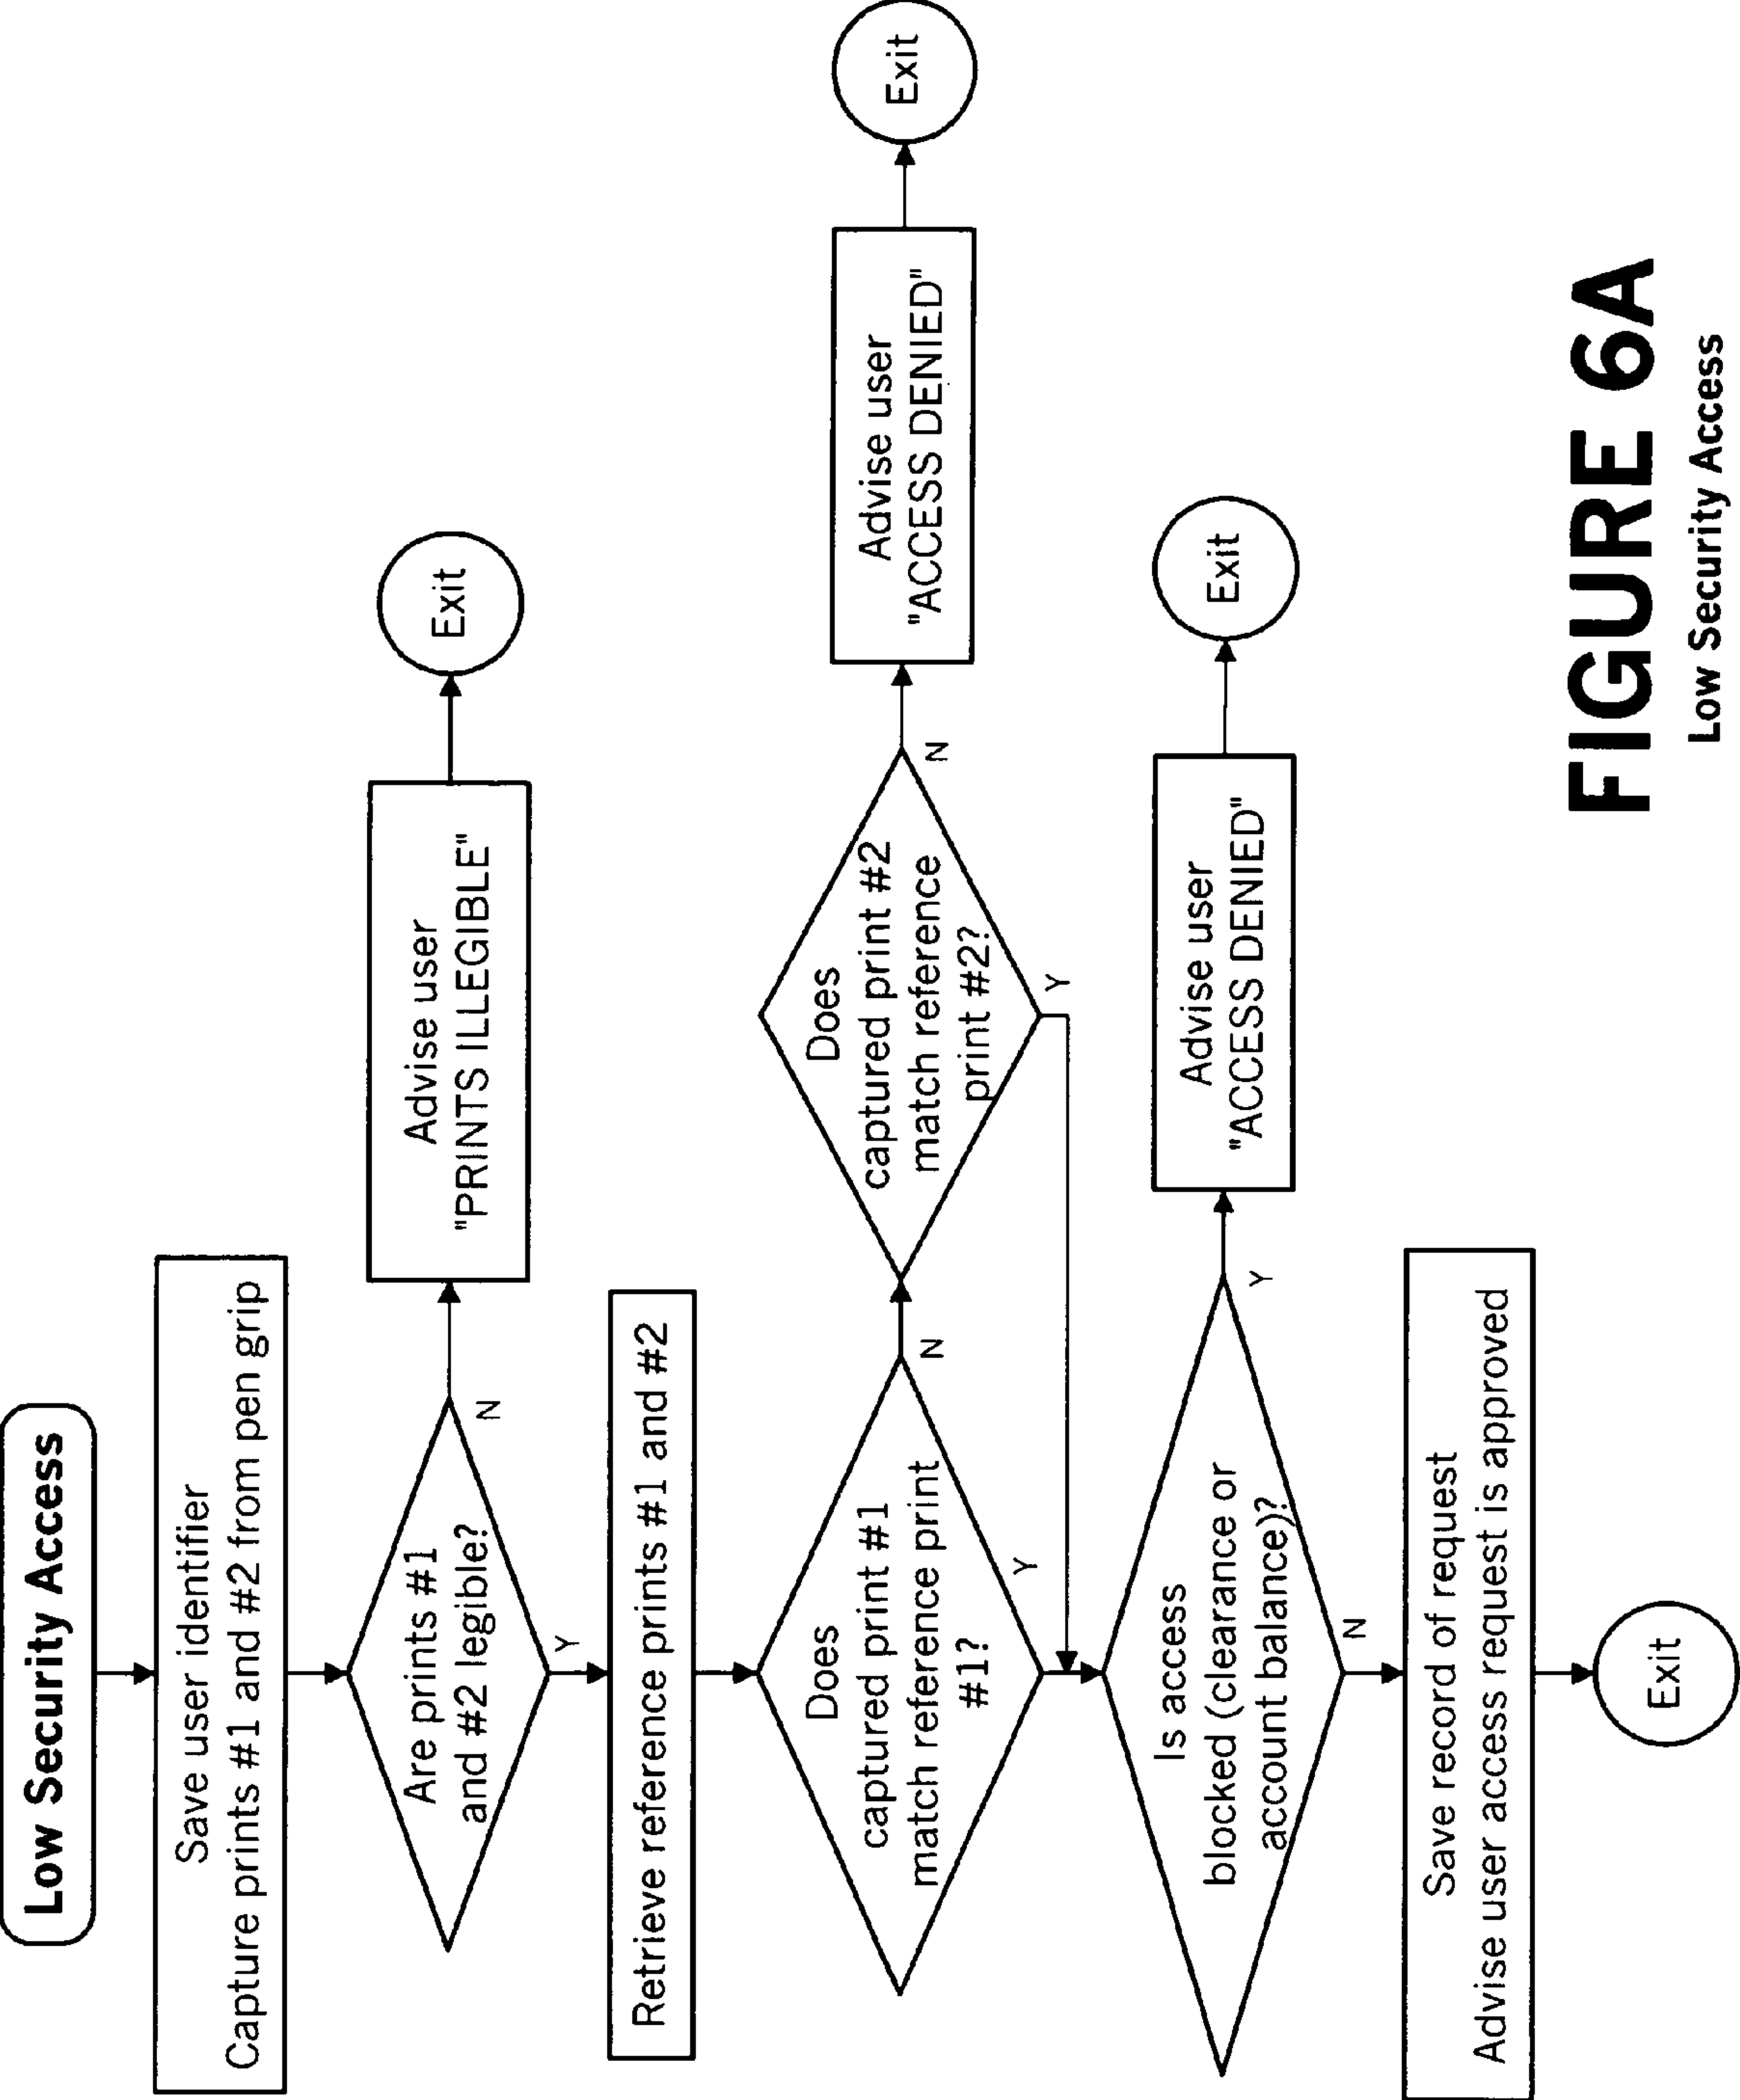 Low Security Access
Save user identifier
Capture prints #1 and #2 from pen grip
Are prints #1
and #2 legible?
N
Advise user
"PRINTS ILLEGIBLE"
Exit
Y
Retrieve reference prints #1 and #2
Does
captured print #1
match reference print
#1?
N
Does
captured print #2
match reference
print #2?
N
Advise user
"ACCESS DENIED"
Exit
Y
Y
Is access
blocked (clearance or
account balance)?
Y
Advise user
"ACCESS DENIED"
Exit
N
Save record of request
Advise user access request is approved
Exit
FIGURE 6A
Low Security Access